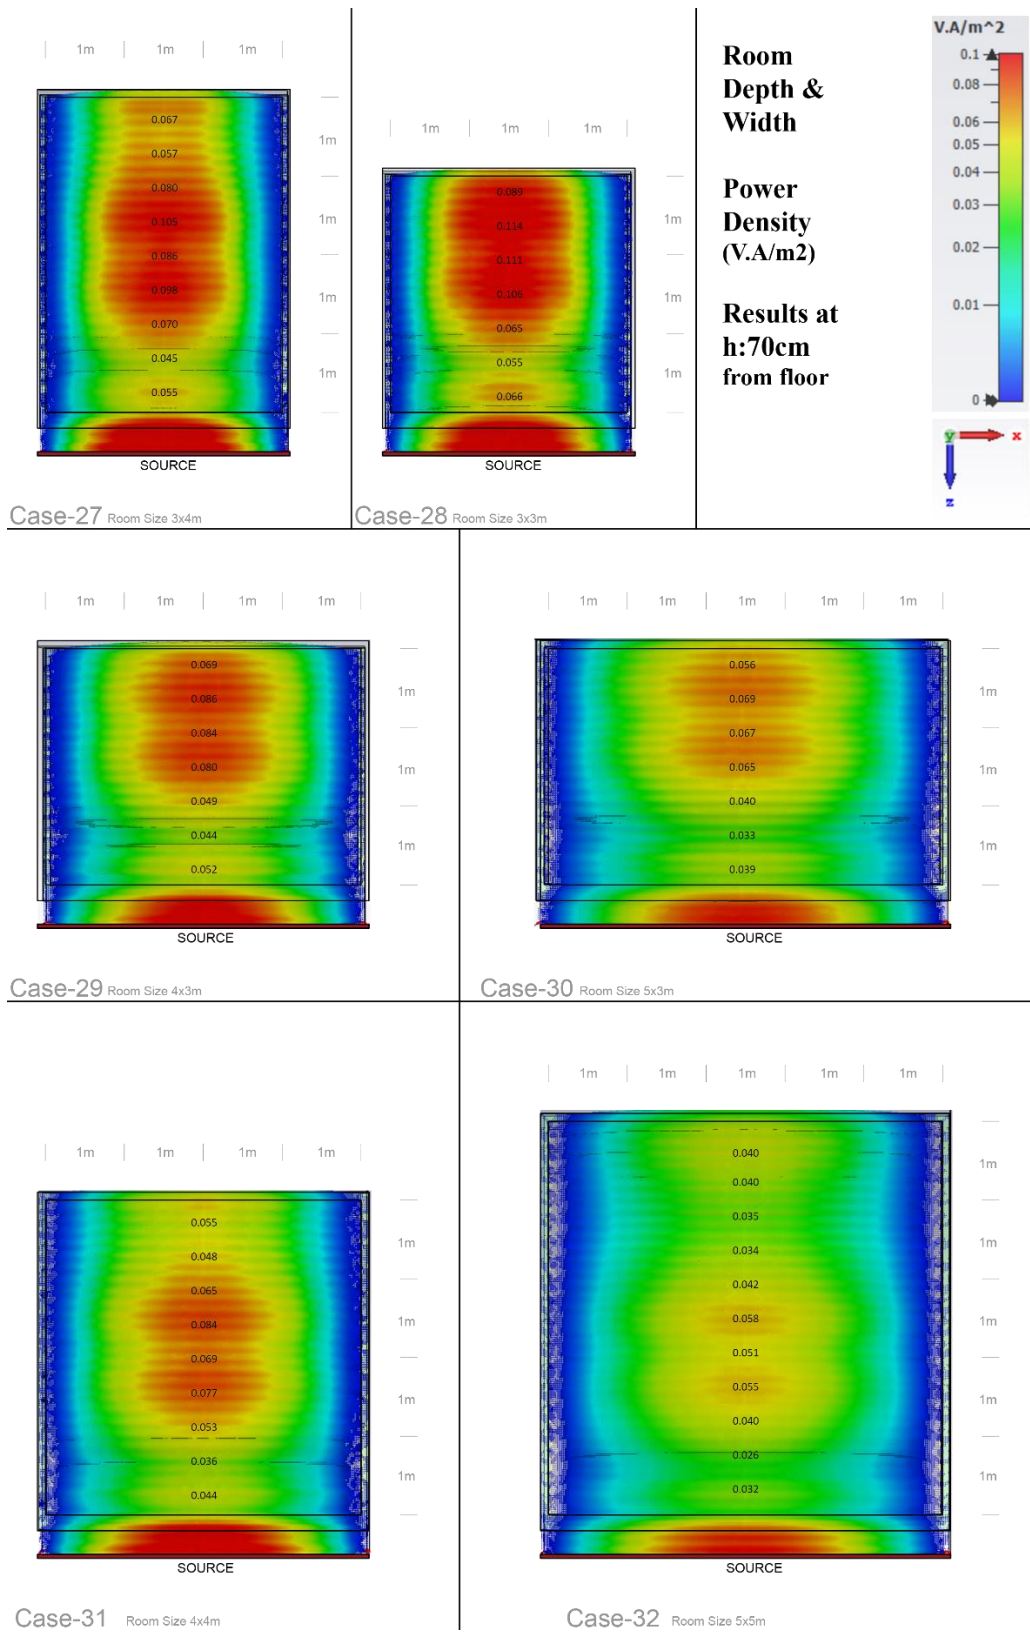 1m 1m 1m
0.067
0.057
0.080
0.105
0.086
0.098
0.070
0.045
0.055
1m
1m
1m
1m
SOURCE
Case-27 Room Size 3x4m
1m 1m 1m
0.089
0.114
0.111
0.106
0.065
0.055
0.066
1m
1m
1m
SOURCE
Case-28 Room Size 3x3m
Room
Depth &
Width
Power
Density
(V.A/m2)
Results at
h:70cm
from floor
V.A/m^2
0.1
0.08
0.06
0.05
0.04
0.03
0.02
0.01
0
y x
z
1m 1m 1m 1m
0.069
0.086
0.084
0.080
0.049
0.044
0.052
1m
1m
1m
SOURCE
Case-29 Room Size 4x3m
1m 1m 1m 1m 1m
0.056
0.069
0.067
0.065
0.040
0.033
0.039
1m
1m
1m
SOURCE
Case-30 Room Size 5x3m
1m 1m 1m 1m
0.055
0.048
0.065
0.084
0.069
0.077
0.053
0.036
0.044
1m
1m
1m
1m
SOURCE
Case-31 Room Size 4x4m
1m 1m 1m 1m 1m
0.040
0.040
0.035
0.034
0.042
0.058
0.051
0.055
0.040
0.026
0.032
1m
1m
1m
1m
1m
SOURCE
Case-32 Room Size 5x5m